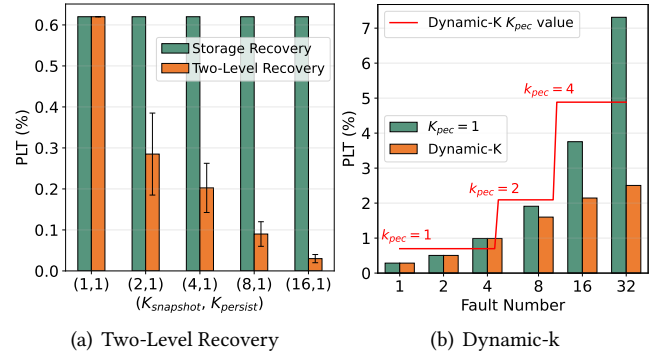 0.6
0.5
0.4
0.3
0.2
0.1
0.0
PLT (%)
Storage Recovery
Two-Level Recovery
(1,1) (2,1) (4,1) (8,1) (16,1)
(K_snapshot, K_persist)
(a) Two-Level Recovery
7
6
5
4
3
2
1
0
PLT (%)
Dynamic-K K_pec value
k_pec = 4
K_pec = 1
Dynamic-K
k_pec = 2
k_pec = 1
1 2 4 8 16 32
Fault Number
(b) Dynamic-k